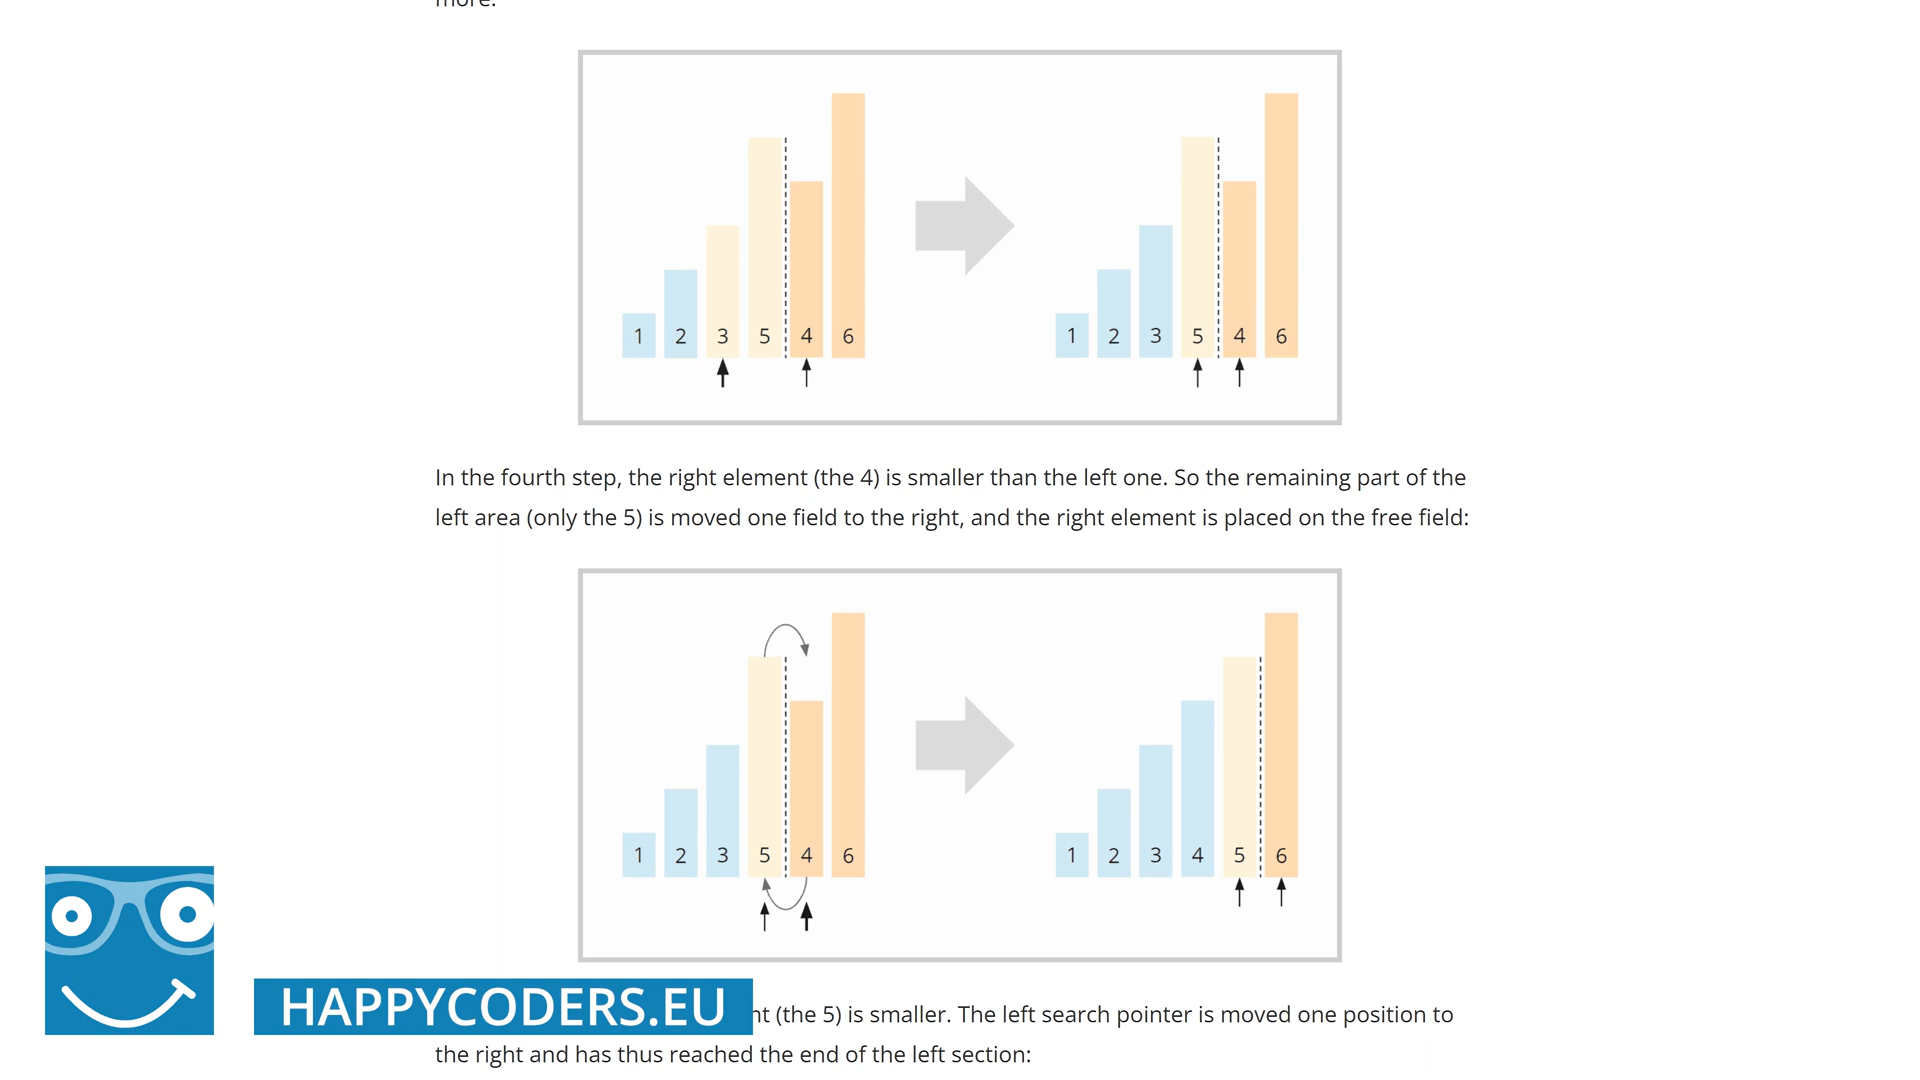 more:
1 2 3 5 4 6
1 2 3 5 4 6
In the fourth step, the right element (the 4) is smaller than the left one. So the remaining part of the
left area (only the 5) is moved one field to the right, and the right element is placed on the free field:
1 2 3 5 4 6
1 2 3 4 5 6
HAPPYCODERS.EU
(the 5) is smaller. The left search pointer is moved one position to
the right and has thus reached the end of the left section: